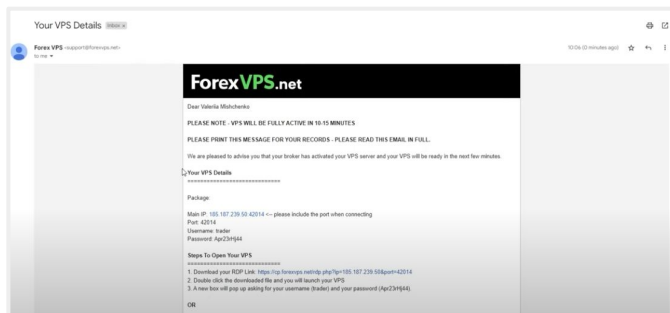 Your VPS Details Inbox x
Forex VPS <support@forexvps.net>
10:06 (0 minutes ago)
to me
ForexVPS.net
Dear Valeriia Mishchenko
PLEASE NOTE - VPS WILL BE FULLY ACTIVE IN 10-15 MINUTES
PLEASE PRINT THIS MESSAGE FOR YOUR RECORDS - PLEASE READ THIS EMAIL IN FULL.
We are pleased to advise you that your broker has activated your VPS server and your VPS will be ready in the next few minutes.
Your VPS Details
=============================
Package:
Main IP: 185.187.239.50:42014 <-- please include the port when connecting
Port: 42014
Username: trader
Password: Apr23rHj44
Steps To Open Your VPS
=============================
1. Download your RDP Link: https://cp.forexvps.net/rdp.php?ip=185.187.239.50&port=42014
2. Double click the downloaded file and you will launch your VPS
3. A new box will pop up asking for your username (trader) and your password (Apr23rHj44).
OR